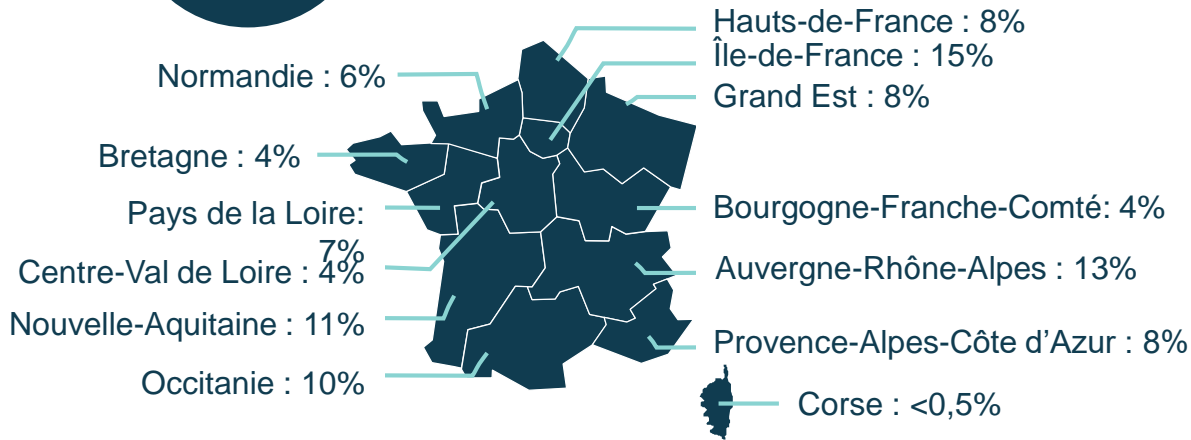 Hauts-de-France : 8%
Île-de-France : 15%
Grand Est : 8%
Normandie : 6%
Bretagne : 4%
Pays de la Loire:
7%
Centre-Val de Loire : 4%
Nouvelle-Aquitaine : 11%
Occitanie : 10%
Bourgogne-Franche-Comté: 4%
Auvergne-Rhône-Alpes : 13%
Provence-Alpes-Côte d’Azur : 8%
Corse : <0,5%